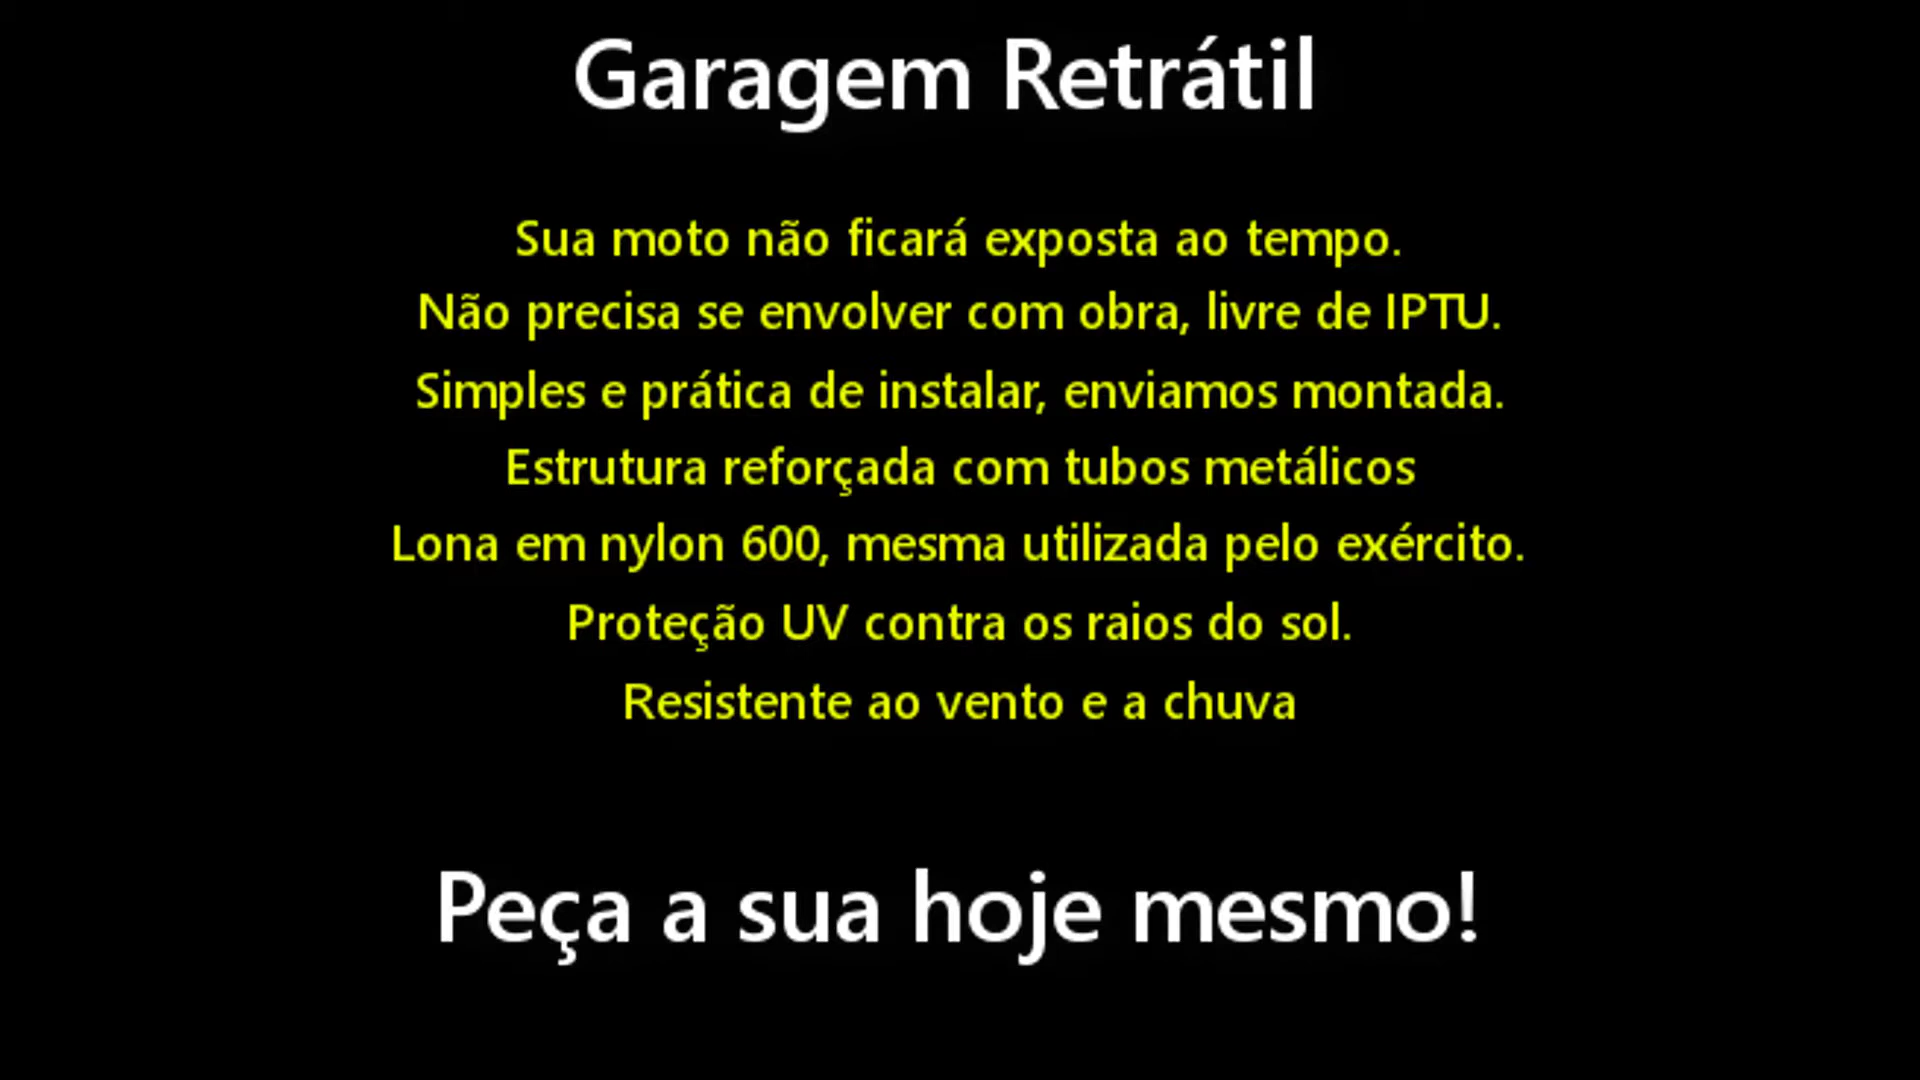 Garagem Retrátil
Sua moto não ficará exposta ao tempo.
Não precisa se envolver com obra, livre de IPTU.
Simples e prática de instalar, enviamos montada.
Estrutura reforçada com tubos metálicos
Lona em nylon 600, mesma utilizada pelo exército.
Proteção UV contra os raios do sol.
Resistente ao vento e a chuva
Peça a sua hoje mesmo!